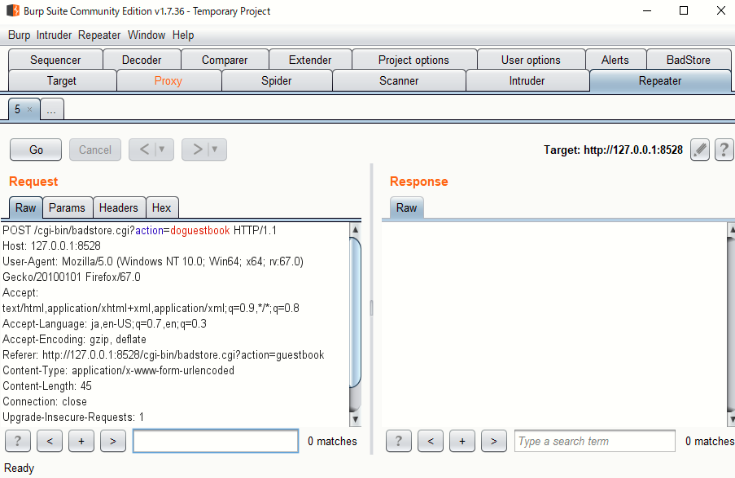 Burp Suite Community Edition v1.7.36 - Temporary Project
Burp Intruder Repeater Window Help
Sequencer Decoder Comparer Extender Project options User options Alerts BadStore
Target Proxy Spider Scanner Intruder Repeater
5 × ...
Go Cancel < ▼ > ▼ Target: http://127.0.0.1:8528 ?
Request Response
Raw Params Headers Hex Raw
POST /cgi-bin/badstore.cgi?action=doguestbook HTTP/1.1
Host: 127.0.0.1:8528
User-Agent: Mozilla/5.0 (Windows NT 10.0; Win64; x64; rv:67.0)
Gecko/20100101 Firefox/67.0
Accept:
text/html,application/xhtml+xml,application/xml;q=0.9,*/*;q=0.8
Accept-Language: ja,en-US;q=0.7,en;q=0.3
Accept-Encoding: gzip, deflate
Referer: http://127.0.0.1:8528/cgi-bin/badstore.cgi?action=guestbook
Content-Type: application/x-www-form-urlencoded
Content-Length: 45
Connection: close
Upgrade-Insecure-Requests: 1
? < + > 0 matches ? < + > Type a search term 0 matches
Ready